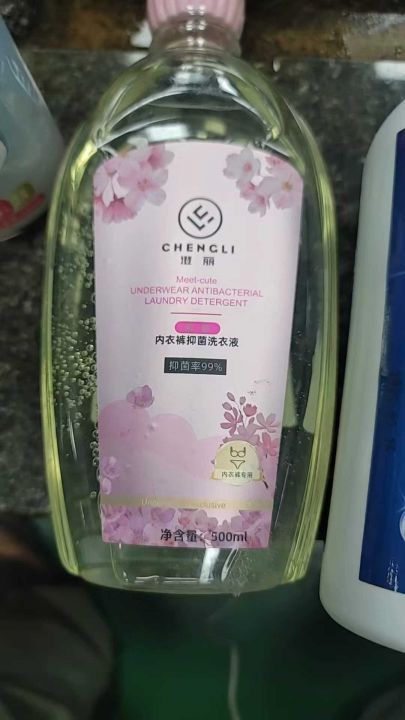 CHENGLI
澄丽
Meet-cute
UNDERWEAR ANTIBACTERIAL
LAUNDRY DETERGENT
内衣裤抑菌洗衣液
抑菌率99%
内衣裤专用
净含量：500ml